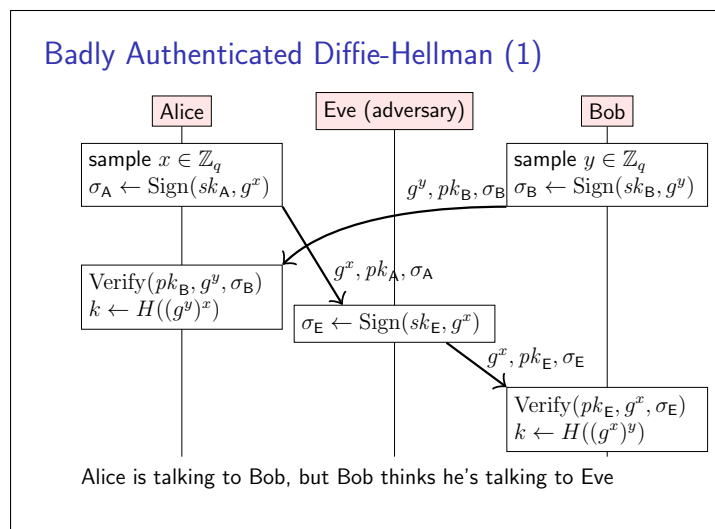 Badly Authenticated Diffie-Hellman (1)
Alice
Eve (adversary)
Bob
sample x ∈ ℤ_q
σ_A ← Sign(sk_A, g^x)
sample y ∈ ℤ_q
σ_B ← Sign(sk_B, g^y)
g^y, pk_B, σ_B
g^x, pk_A, σ_A
Verify(pk_B, g^y, σ_B)
k ← H((g^y)^x)
σ_E ← Sign(sk_E, g^x)
g^x, pk_E, σ_E
Verify(pk_E, g^x, σ_E)
k ← H((g^x)^y)
Alice is talking to Bob, but Bob thinks he's talking to Eve